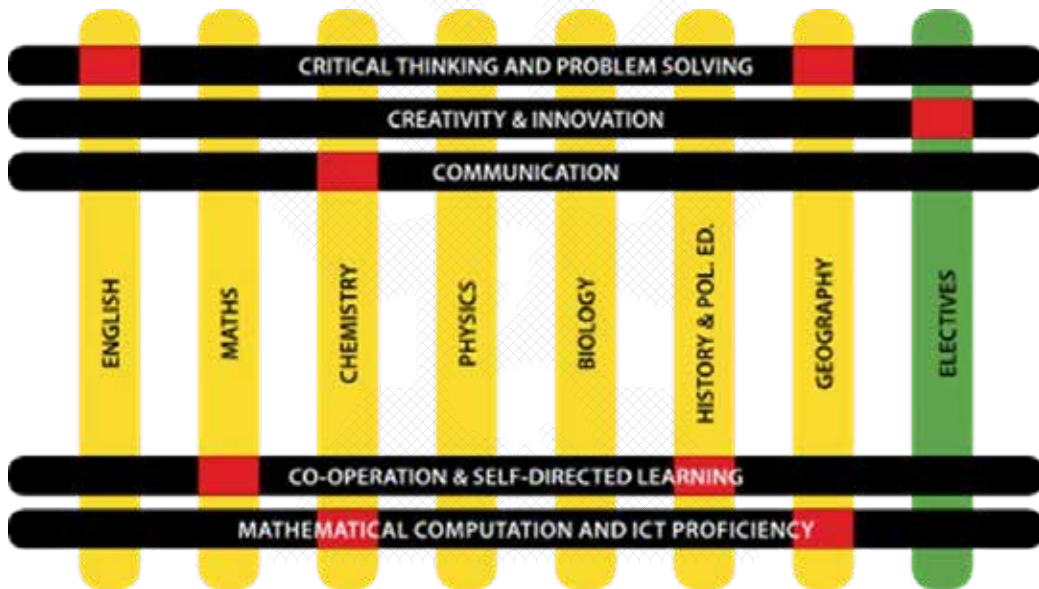 CRITICAL THINKING AND PROBLEM SOLVING
CREATIVITY & INNOVATION
COMMUNICATION
ENGLISH
MATHS
CHEMISTRY
PHYSICS
BIOLOGY
HISTORY & POL. ED.
GEOGRAPHY
ELECTIVES
CO-OPERATION & SELF-DIRECTED LEARNING
MATHEMATICAL COMPUTATION AND ICT PROFICIENCY